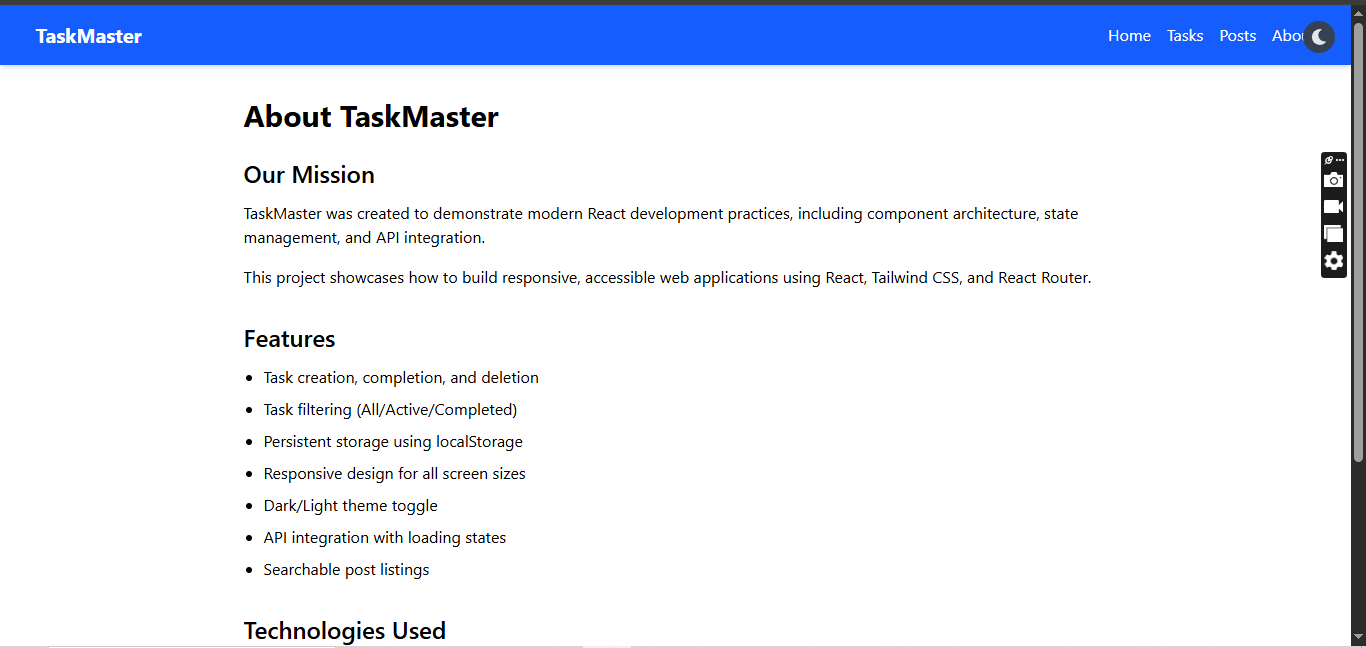 TaskMaster
Home Tasks Posts
About TaskMaster
Our Mission
TaskMaster was created to demonstrate modern React development practices, including component architecture, state
management, and API integration.
This project showcases how to build responsive, accessible web applications using React, Tailwind CSS, and React Router.
Features
Task creation, completion, and deletion
Task filtering (All/Active/Completed)
Persistent storage using localStorage
Responsive design for all screen sizes
Dark/Light theme toggle
API integration with loading states
Searchable post listings
Technologies Used